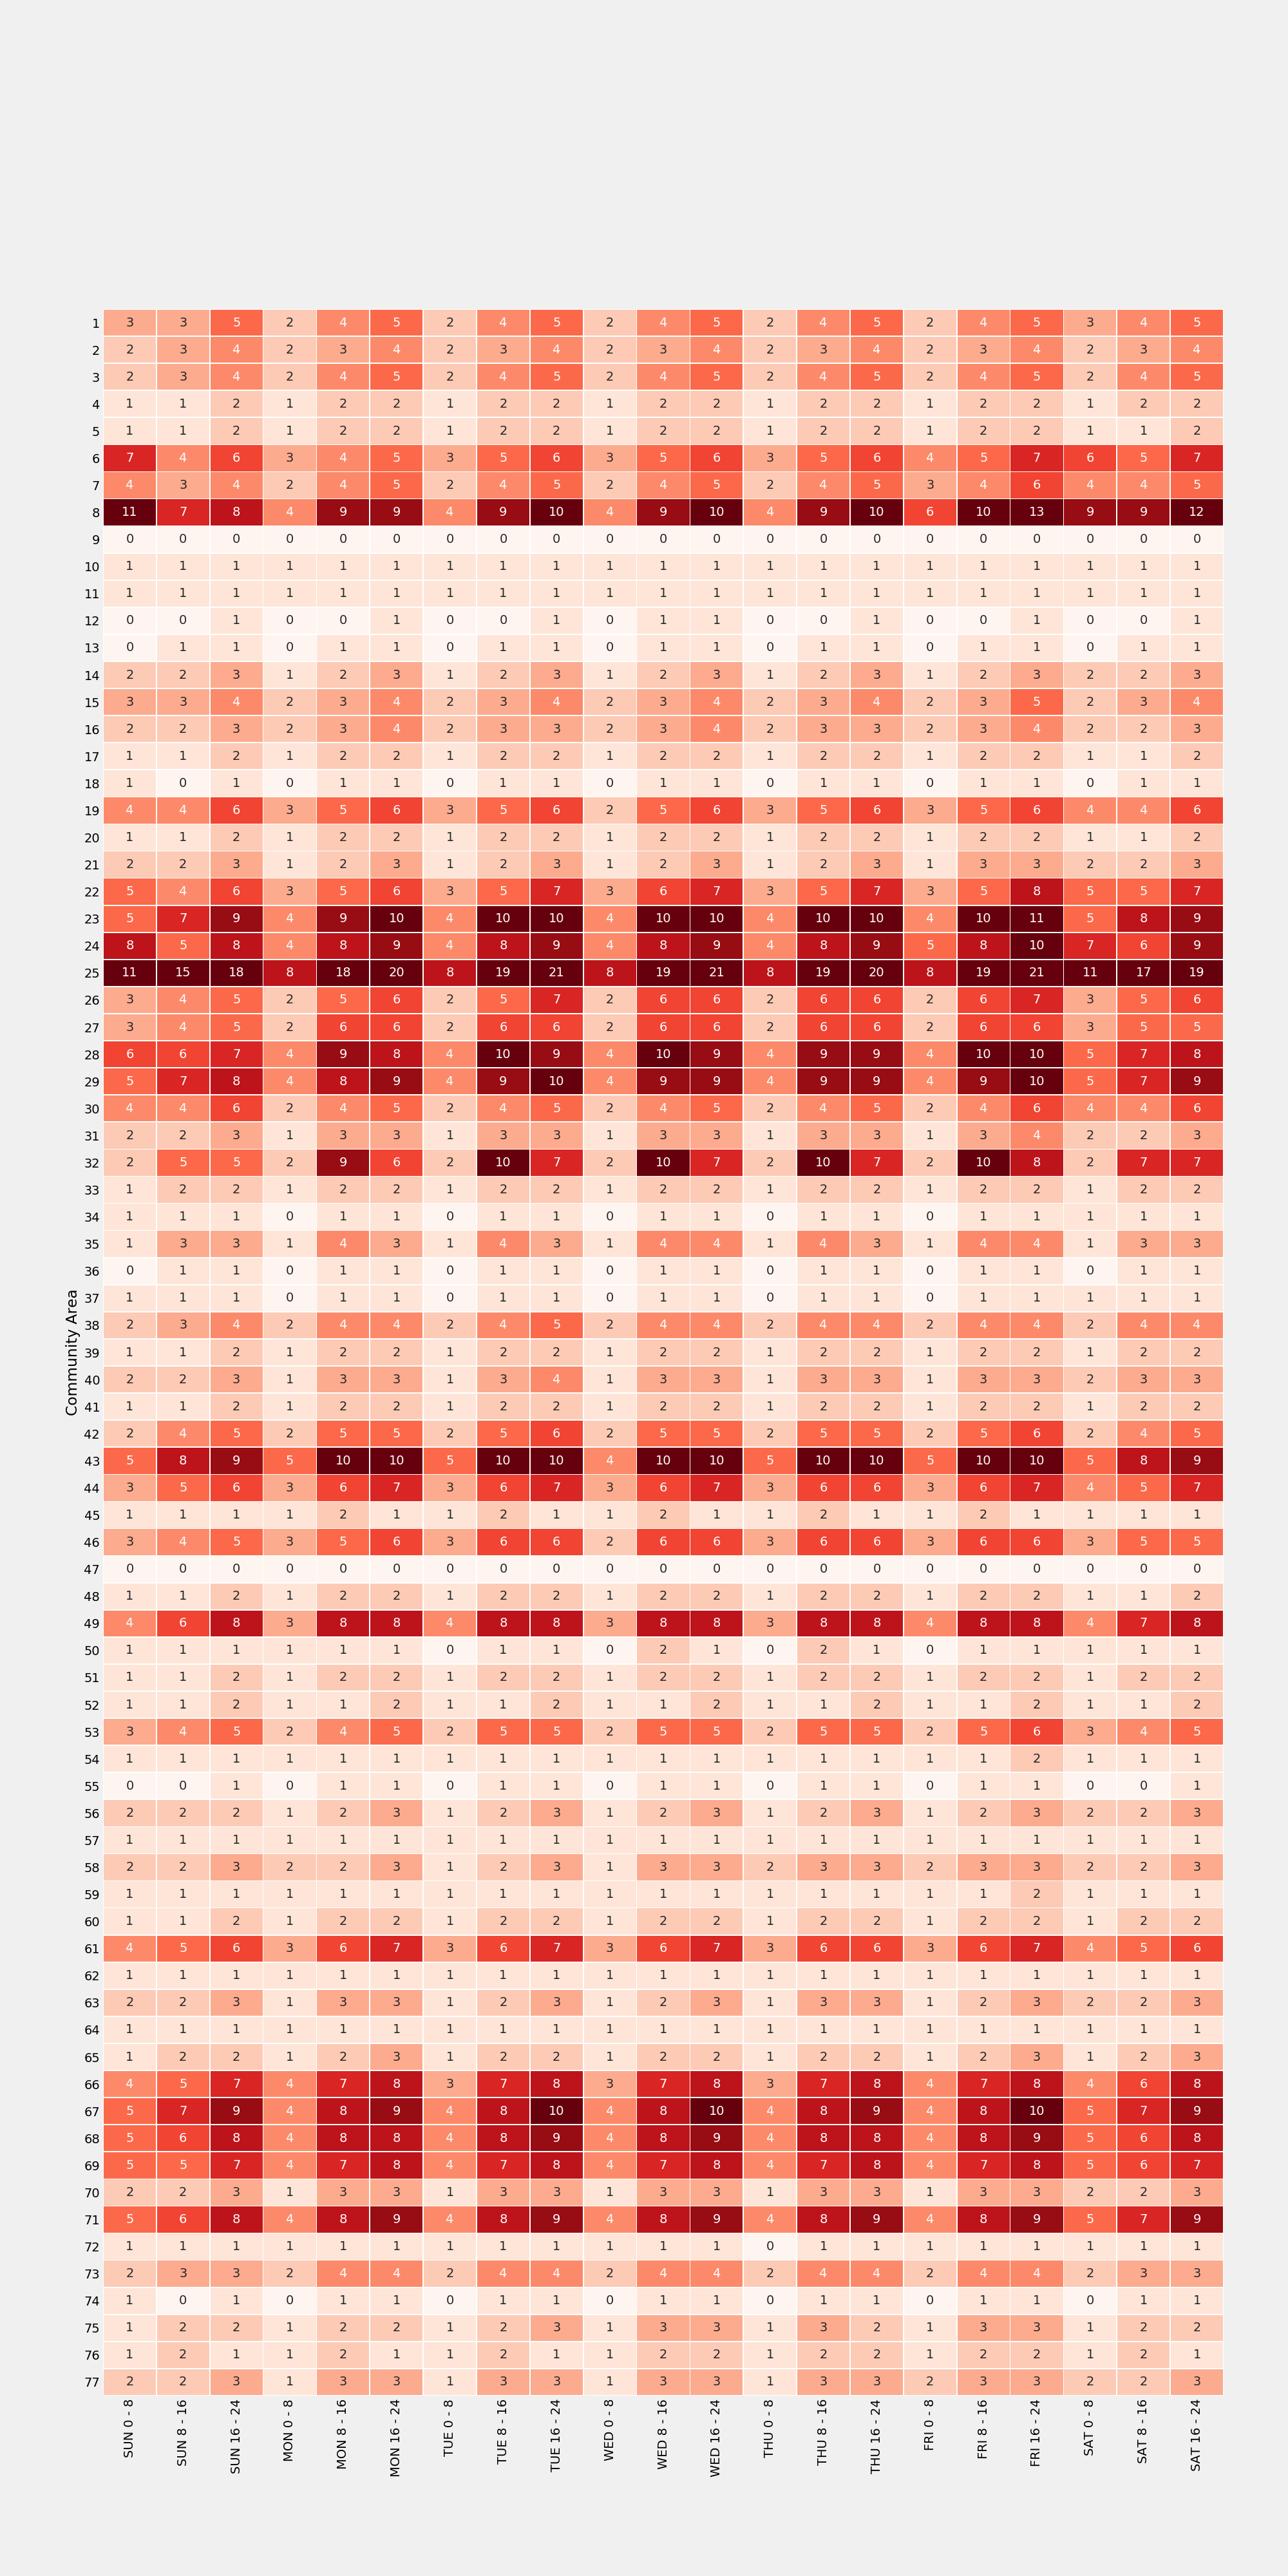 1 3 3 5 2 4 5 2 4 5 2 4 5 2 4 5 2 4 5 3 4 5
2 2 3 4 2 3 4 2 3 4 2 3 4 2 3 4 2 3 4 2 3 4
3 2 3 4 2 4 5 2 4 5 2 4 5 2 4 5 2 4 5 2 4 5
4 1 1 2 1 2 2 1 2 2 1 2 2 1 2 2 1 2 2 1 2 2
5 1 1 2 1 2 2 1 2 2 1 2 2 1 2 2 1 2 2 1 1 2
6 7 4 6 3 4 5 3 5 6 3 5 6 3 5 6 4 5 7 6 5 7
7 4 3 4 2 4 5 2 4 5 2 4 5 2 4 5 3 4 6 4 4 5
8 11 7 8 4 9 9 4 9 10 4 9 10 4 9 10 6 10 13 9 9 12
9 0 0 0 0 0 0 0 0 0 0 0 0 0 0 0 0 0 0 0 0 0
10 1 1 1 1 1 1 1 1 1 1 1 1 1 1 1 1 1 1 1 1 1
11 1 1 1 1 1 1 1 1 1 1 1 1 1 1 1 1 1 1 1 1 1
12 0 0 1 0 0 1 0 0 1 0 1 1 0 0 1 0 0 1 0 0 1
13 0 1 1 0 1 1 0 1 1 0 1 1 0 1 1 0 1 1 0 1 1
14 2 2 3 1 2 3 1 2 3 1 2 3 1 2 3 1 2 3 2 2 3
15 3 3 4 2 3 4 2 3 4 2 3 4 2 3 4 2 3 5 2 3 4
16 2 2 3 2 3 4 2 3 3 2 3 4 2 3 3 2 3 4 2 2 3
17 1 1 2 1 2 2 1 2 2 1 2 2 1 2 2 1 2 2 1 1 2
18 1 0 1 0 1 1 0 1 1 0 1 1 0 1 1 0 1 1 0 1 1
19 4 4 6 3 5 6 3 5 6 2 5 6 3 5 6 3 5 6 4 4 6
20 1 1 2 1 2 2 1 2 2 1 2 2 1 2 2 1 2 2 1 1 2
21 2 2 3 1 2 3 1 2 3 1 2 3 1 2 3 1 3 3 2 2 3
22 5 4 6 3 5 6 3 5 7 3 6 7 3 5 7 3 5 8 5 5 7
23 5 7 9 4 9 10 4 10 10 4 10 10 4 10 10 4 10 11 5 8 9
24 8 5 8 4 8 9 4 8 9 4 8 9 4 8 9 5 8 10 7 6 9
25 11 15 18 8 18 20 8 19 21 8 19 21 8 19 20 8 19 21 11 17 19
26 3 4 5 2 5 6 2 5 7 2 6 6 2 6 6 2 6 7 3 5 6
27 3 4 5 2 6 6 2 6 6 2 6 6 2 6 6 2 6 6 3 5 5
28 6 6 7 4 9 8 4 10 9 4 10 9 4 9 9 4 10 10 5 7 8
29 5 7 8 4 8 9 4 9 10 4 9 9 4 9 9 4 9 10 5 7 9
30 4 4 6 2 4 5 2 4 5 2 4 5 2 4 5 2 4 6 4 4 6
31 2 2 3 1 3 3 1 3 3 1 3 3 1 3 3 1 3 4 2 2 3
32 2 5 5 2 9 6 2 10 7 2 10 7 2 10 7 2 10 8 2 7 7
33 1 2 2 1 2 2 1 2 2 1 2 2 1 2 2 1 2 2 1 2 2
34 1 1 1 0 1 1 0 1 1 0 1 1 0 1 1 0 1 1 1 1 1
35 1 3 3 1 4 3 1 4 3 1 4 4 1 4 3 1 4 4 1 3 3
36 0 1 1 0 1 1 0 1 1 0 1 1 0 1 1 0 1 1 0 1 1
37 1 1 1 0 1 1 0 1 1 0 1 1 0 1 1 0 1 1 1 1 1
38 2 3 4 2 4 4 2 4 5 2 4 4 2 4 4 2 4 4 2 4 4
39 1 1 2 1 2 2 1 2 2 1 2 2 1 2 2 1 2 2 1 2 2
40 2 2 3 1 3 3 1 3 4 1 3 3 1 3 3 1 3 3 2 3 3
41 1 1 2 1 2 2 1 2 2 1 2 2 1 2 2 1 2 2 1 2 2
42 2 4 5 2 5 5 2 5 6 2 5 5 2 5 5 2 5 6 2 4 5
43 5 8 9 5 10 10 5 10 10 4 10 10 5 10 10 5 10 10 5 8 9
44 3 5 6 3 6 7 3 6 7 3 6 7 3 6 6 3 6 7 4 5 7
45 1 1 1 1 2 1 1 2 1 1 2 1 1 2 1 1 2 1 1 1 1
46 3 4 5 3 5 6 3 6 6 2 6 6 3 6 6 3 6 6 3 5 5
47 0 0 0 0 0 0 0 0 0 0 0 0 0 0 0 0 0 0 0 0 0
48 1 1 2 1 2 2 1 2 2 1 2 2 1 2 2 1 2 2 1 1 2
49 4 6 8 3 8 8 4 8 8 3 8 8 3 8 8 4 8 8 4 7 8
50 1 1 1 1 1 1 0 1 1 0 2 1 0 2 1 0 1 1 1 1 1
51 1 1 2 1 2 2 1 2 2 1 2 2 1 2 2 1 2 2 1 2 2
52 1 1 2 1 1 2 1 1 2 1 1 2 1 1 2 1 1 2 1 1 2
53 3 4 5 2 4 5 2 5 5 2 5 5 2 5 5 2 5 6 3 4 5
54 1 1 1 1 1 1 1 1 1 1 1 1 1 1 1 1 1 2 1 1 1
55 0 0 1 0 1 1 0 1 1 0 1 1 0 1 1 0 1 1 0 0 1
56 2 2 2 1 2 3 1 2 3 1 2 3 1 2 3 1 2 3 2 2 3
57 1 1 1 1 1 1 1 1 1 1 1 1 1 1 1 1 1 1 1 1 1
58 2 2 3 2 2 3 1 2 3 1 3 3 2 3 3 2 3 3 2 2 3
59 1 1 1 1 1 1 1 1 1 1 1 1 1 1 1 1 1 2 1 1 1
60 1 1 2 1 2 2 1 2 2 1 2 2 1 2 2 1 2 2 1 2 2
61 4 5 6 3 6 7 3 6 7 3 6 7 3 6 6 3 6 7 4 5 6
62 1 1 1 1 1 1 1 1 1 1 1 1 1 1 1 1 1 1 1 1 1
63 2 2 3 1 3 3 1 2 3 1 2 3 1 3 3 1 2 3 2 2 3
64 1 1 1 1 1 1 1 1 1 1 1 1 1 1 1 1 1 1 1 1 1
65 1 2 2 1 2 3 1 2 2 1 2 2 1 2 2 1 2 3 1 2 3
66 4 5 7 4 7 8 3 7 8 3 7 8 3 7 8 4 7 8 4 6 8
67 5 7 9 4 8 9 4 8 10 4 8 10 4 8 9 4 8 10 5 7 9
68 5 6 8 4 8 8 4 8 9 4 8 9 4 8 8 4 8 9 5 6 8
69 5 5 7 4 7 8 4 7 8 4 7 8 4 7 8 4 7 8 5 6 7
70 2 2 3 1 3 3 1 3 3 1 3 3 1 3 3 1 3 3 2 2 3
71 5 6 8 4 8 9 4 8 9 4 8 9 4 8 9 4 8 9 5 7 9
72 1 1 1 1 1 1 1 1 1 1 1 1 0 1 1 1 1 1 1 1 1
73 2 3 3 2 4 4 2 4 4 2 4 4 2 4 4 2 4 4 2 3 3
74 1 0 1 0 1 1 0 1 1 0 1 1 0 1 1 0 1 1 0 1 1
75 1 2 2 1 2 2 1 2 3 1 3 3 1 3 2 1 3 3 1 2 2
76 1 2 1 1 2 1 1 2 1 1 2 2 1 2 2 1 2 2 1 2 1
77 2 2 3 1 3 3 1 3 3 1 3 3 1 3 3 2 3 3 2 2 3
Community Area
SUN 0 - 8
SUN 8 - 16
SUN 16 - 24
MON 0 - 8
MON 8 - 16
MON 16 - 24
TUE 0 - 8
TUE 8 - 16
TUE 16 - 24
WED 0 - 8
WED 8 - 16
WED 16 - 24
THU 0 - 8
THU 8 - 16
THU 16 - 24
FRI 0 - 8
FRI 8 - 16
FRI 16 - 24
SAT 0 - 8
SAT 8 - 16
SAT 16 - 24